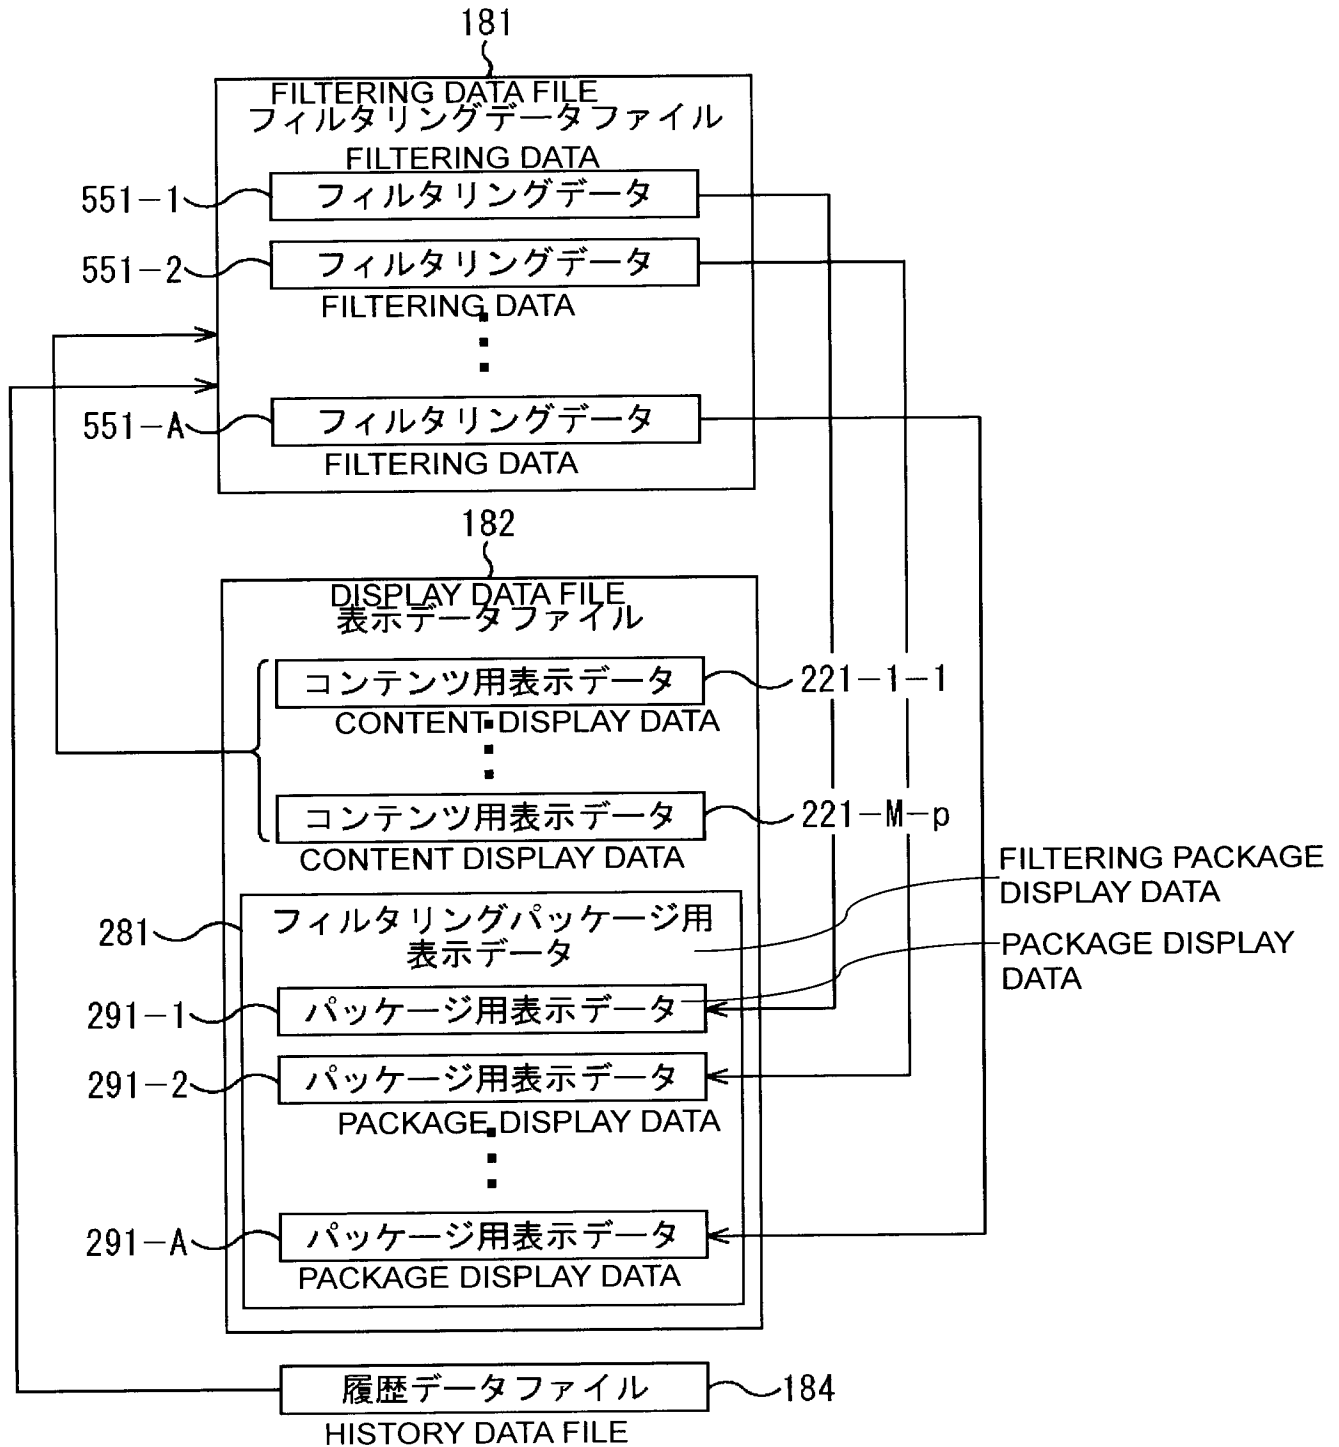 181
FILTERING DATA FILE
フィルタリングデータファイル
FILTERING DATA
551-1
フィルタリングデータ
551-2
フィルタリングデータ
FILTERING DATA
551-A
フィルタリングデータ
FILTERING DATA
182
DISPLAY DATA FILE
表示データファイル
コンテンツ用表示データ
221-1-1
CONTENT DISPLAY DATA
コンテンツ用表示データ
221-M-p
CONTENT DISPLAY DATA
FILTERING PACKAGE
DISPLAY DATA
281
フィルタリングパッケージ用
表示データ
PACKAGE DISPLAY
DATA
291-1
パッケージ用表示データ
291-2
パッケージ用表示データ
PACKAGE DISPLAY DATA
291-A
パッケージ用表示データ
PACKAGE DISPLAY DATA
履歴データファイル
184
HISTORY DATA FILE